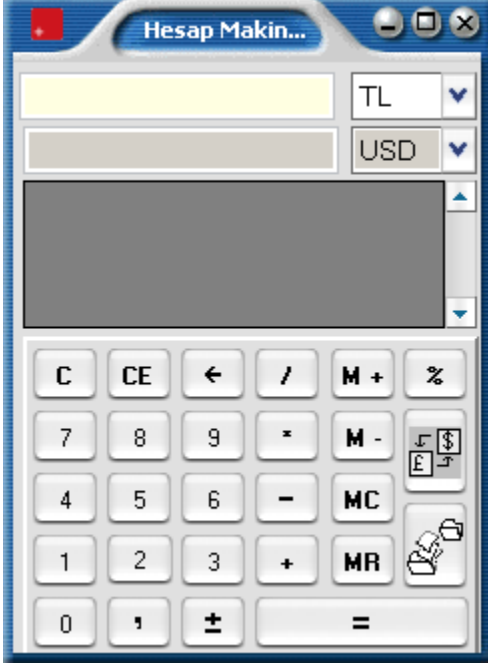 Hesap Makin...
TL
USD
C CE ← / M + %
7 8 9 * M - $ £
4 5 6 - MC
1 2 3 + MR
0 , ± =